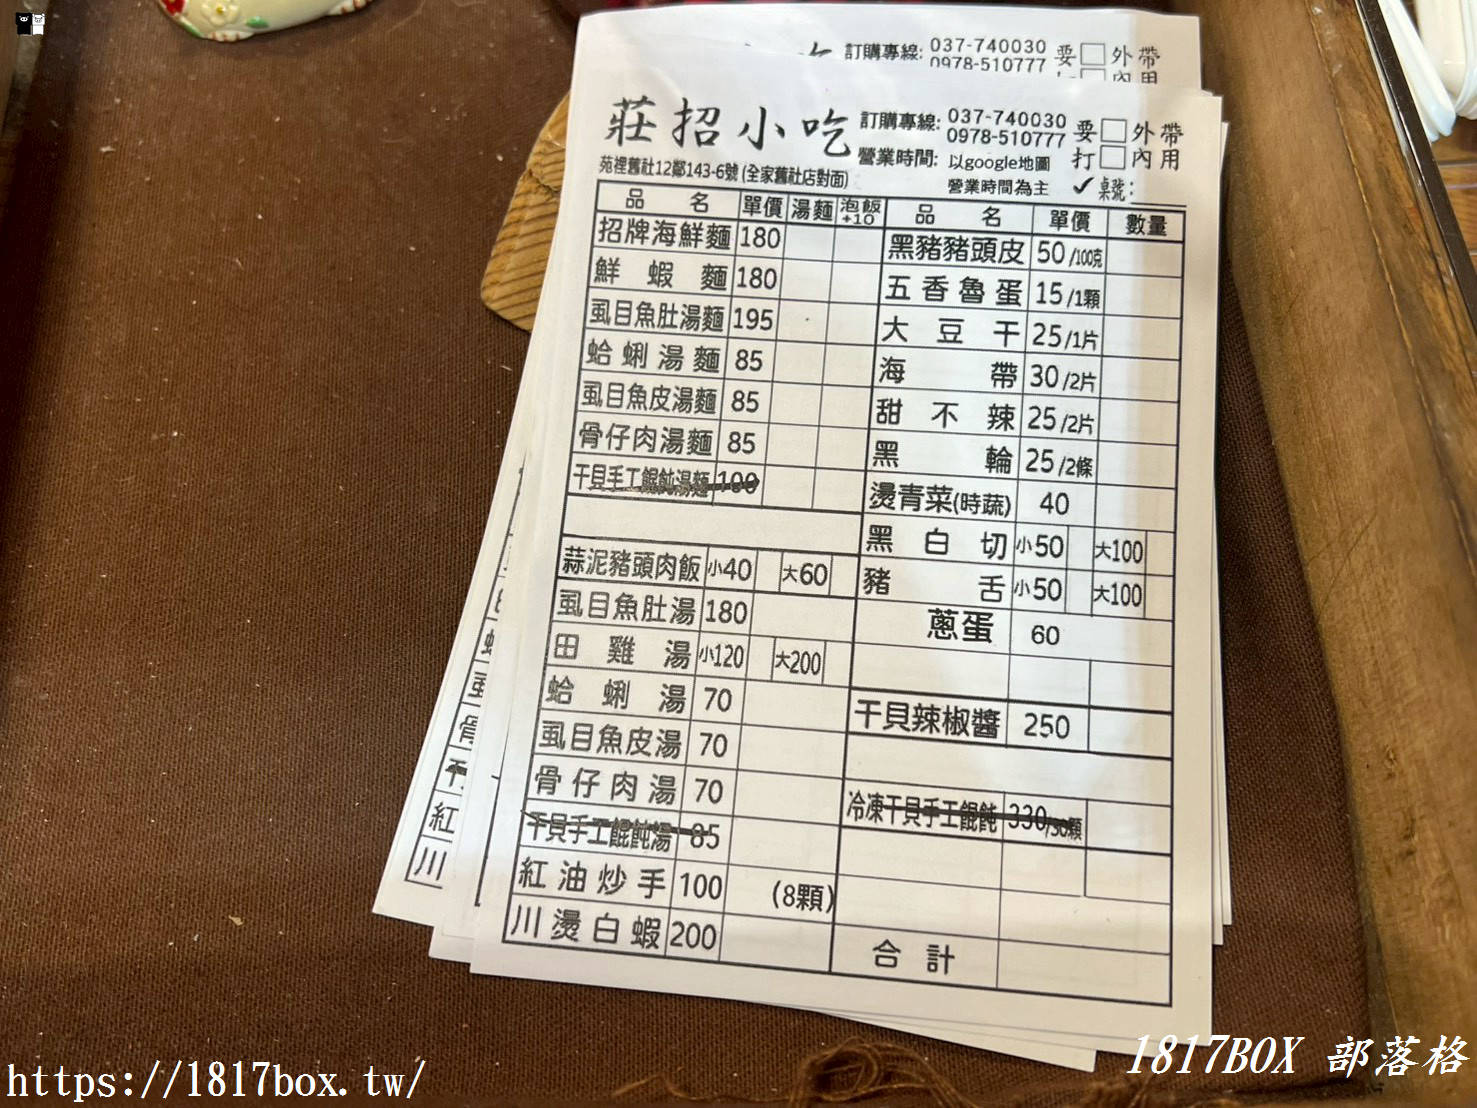 訂購專線: 037-740030 要 □ 外帶
0978-510777 內用
莊招小吃
訂購專線: 037-740030
0978-510777
要 □ 外帶
打 □ 內用
✓ 桌號:
營業時間: 以google地圖
營業時間為主
苑裡舊社12鄰143-6號 (全家舊社店對面)
品名 單價 湯麵 泡飯+10
招牌海鮮麵 180
鮮蝦麵 180
虱目魚肚湯麵 195
蛤蜊湯麵 85
虱目魚皮湯麵 85
骨仔肉湯麵 85
干貝手工餛飩湯麵 100
蒜泥豬頭肉飯 小40 大60
虱目魚肚湯 180
田雞湯 小120 大200
蛤蜊湯 70
虱目魚皮湯 70
骨仔肉湯 70
干貝手工餛飩湯 85
紅油炒手 100 (8顆)
川燙白蝦 200
品名 單價 數量
黑豬豬頭皮 50/100克
五香魯蛋 15/1顆
大豆干 25/1片
海帶 30/2片
甜不辣 25/2片
黑輪 25/2條
燙青菜(時蔬) 40
黑白切 小50 大100
豬舌 小50 大100
蔥蛋 60
干貝辣椒醬 250
冷凍干貝手工餛飩 330/30顆
合計
虱
骨
干
紅
川
https://1817box.tw/
1817BOX 部落格